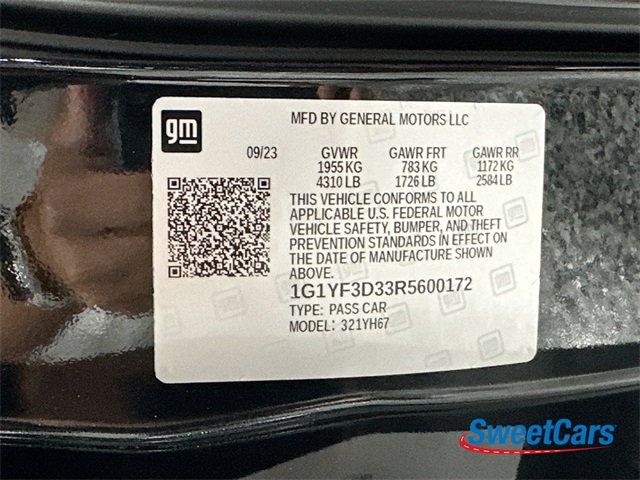 gm
MFD BY GENERAL MOTORS LLC
09/23 GVWR GAWR FRT GAWR RR
1955 KG 783 KG 1172 KG
4310 LB 1726 LB 2584 LB
THIS VEHICLE CONFORMS TO ALL
APPLICABLE U.S. FEDERAL MOTOR
VEHICLE SAFETY, BUMPER, AND THEFT
PREVENTION STANDARDS IN EFFECT ON
THE DATE OF MANUFACTURE SHOWN
ABOVE.
1G1YF3D33R5600172
TYPE: PASS CAR
MODEL: 321YH67
SweetCars